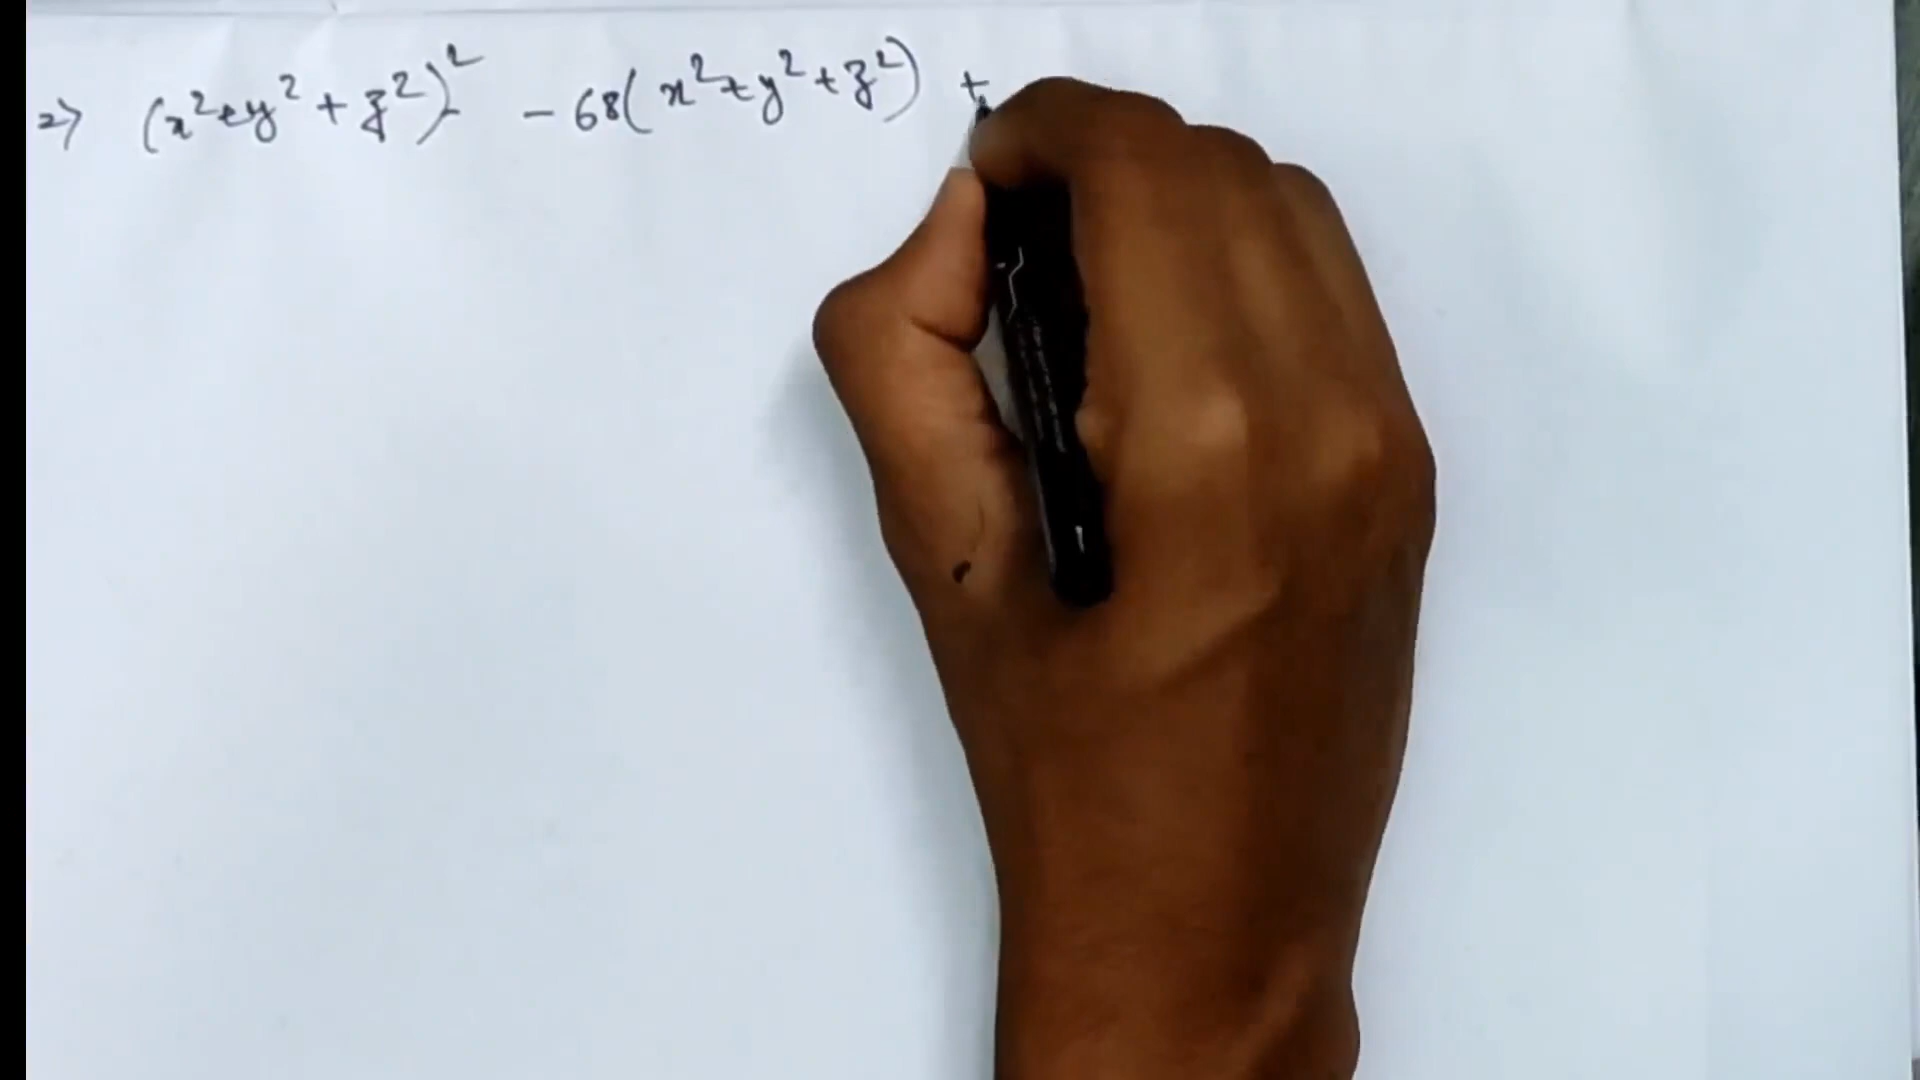 => (x²+y²+z²)² - 68(x²+y²+z²) +